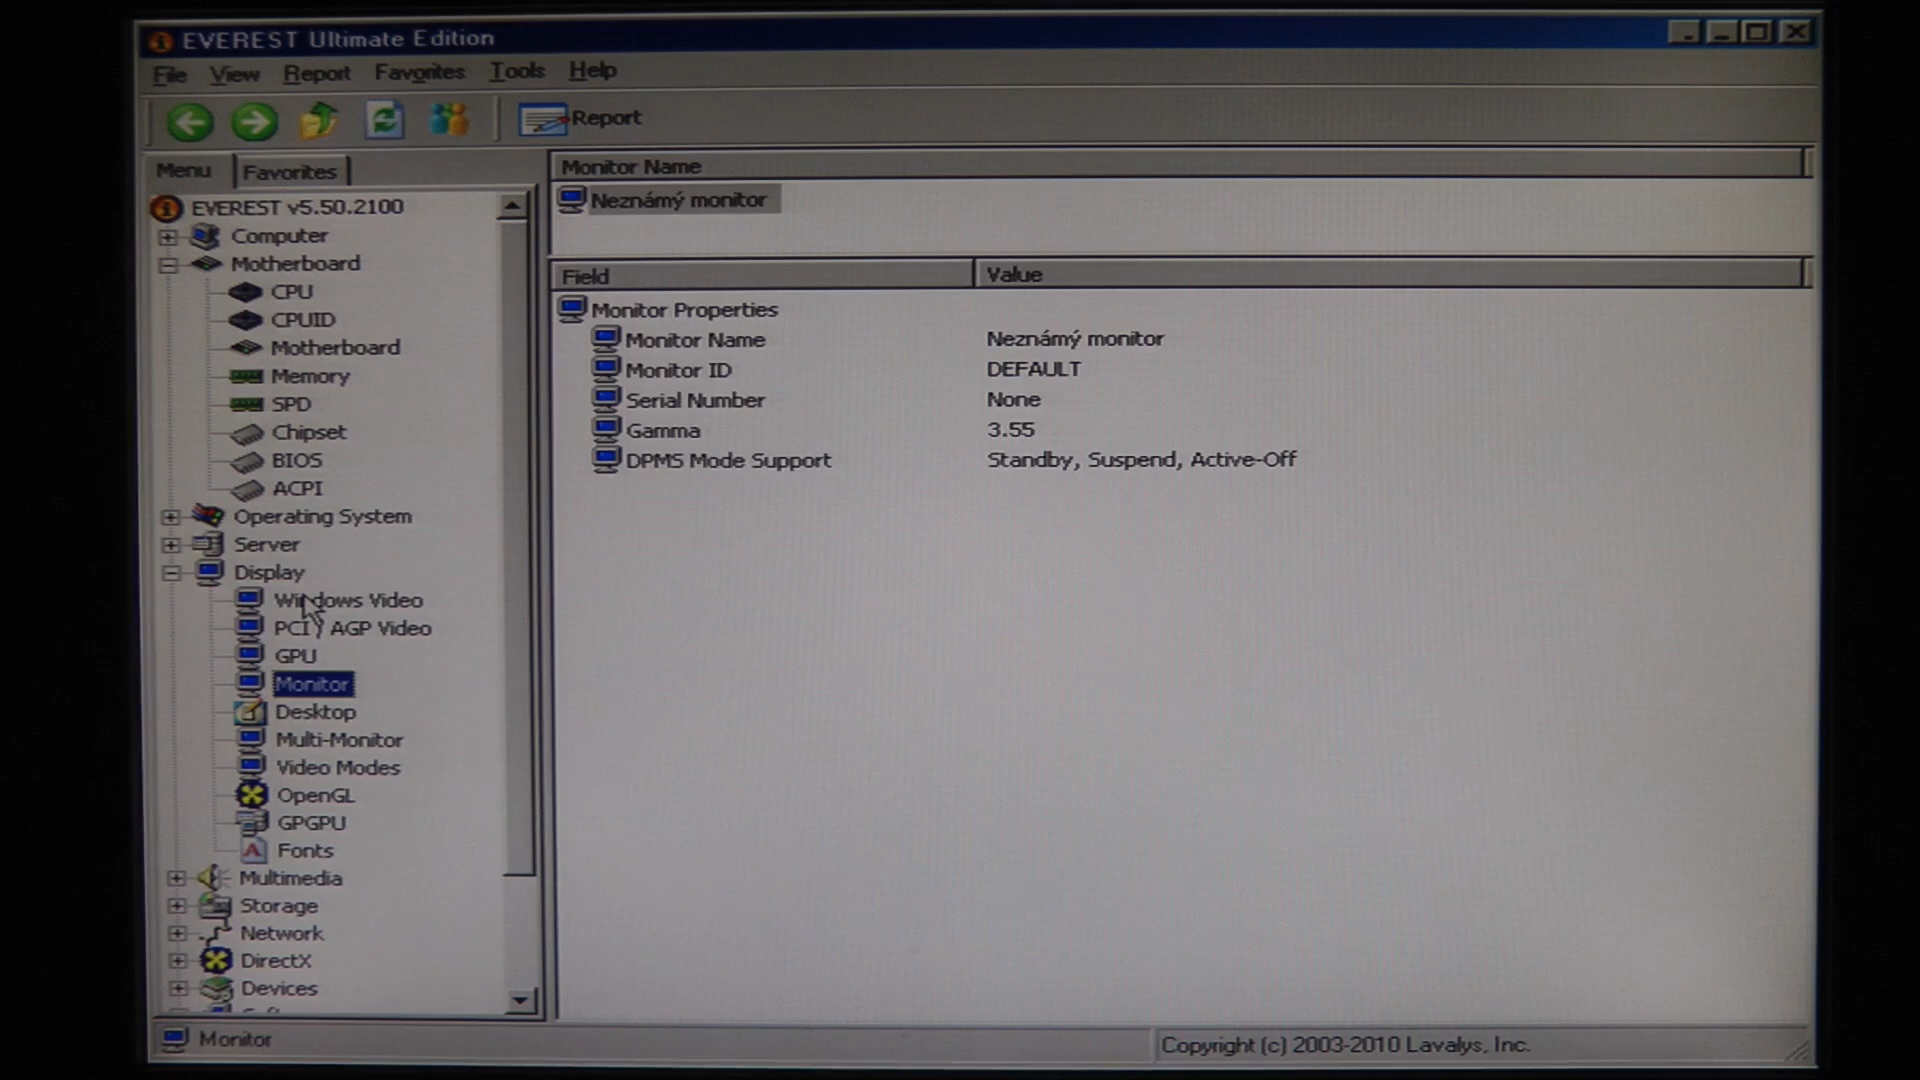 EVEREST Ultimate Edition
File View Report Favorites Tools Help
Report
Menu Favorites
EVEREST v5.50.2100
Computer
Motherboard
CPU
CPUID
Motherboard
Memory
SPD
Chipset
BIOS
ACPI
Operating System
Server
Display
Windows Video
PCI / AGP Video
GPU
Monitor
Desktop
Multi-Monitor
Video Modes
OpenGL
GPGPU
Fonts
Multimedia
Storage
Network
DirectX
Devices
Monitor Name
Neznámý monitor
Field Value
Monitor Properties
Monitor Name Neznámý monitor
Monitor ID DEFAULT
Serial Number None
Gamma 3.55
DPMS Mode Support Standby, Suspend, Active-Off
Monitor
Copyright (c) 2003-2010 Lavalys, Inc.